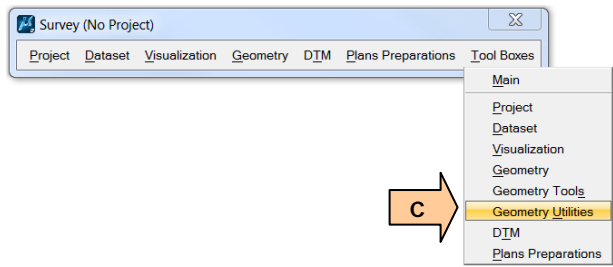 Survey (No Project)
Project Dataset Visualization Geometry DTM Plans Preparations Tool Boxes
Main
Project
Dataset
Visualization
Geometry
Geometry Tools
C
Geometry Utilities
DTM
Plans Preparations